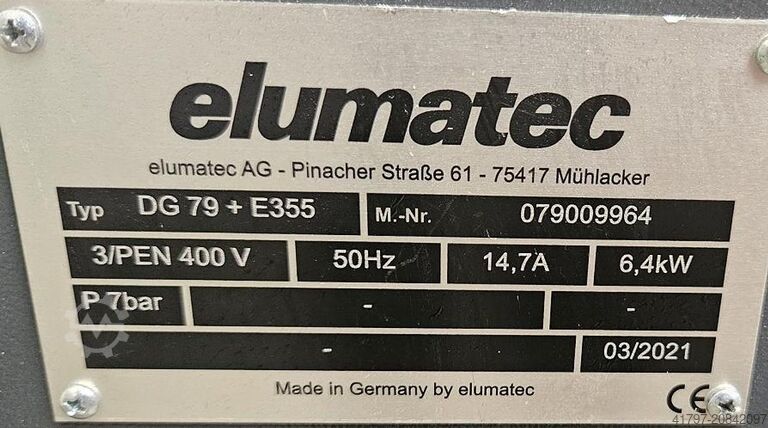 elumatec
elumatec AG - Pinacher Straße 61 - 75417 Mühlacker
Typ DG 79 + E355 M.-Nr. 079009964
3/PEN 400 V 50Hz 14,7A 6,4kW
P 7bar - -
- 03/2021
Made in Germany by elumatec CE
41797-20842097